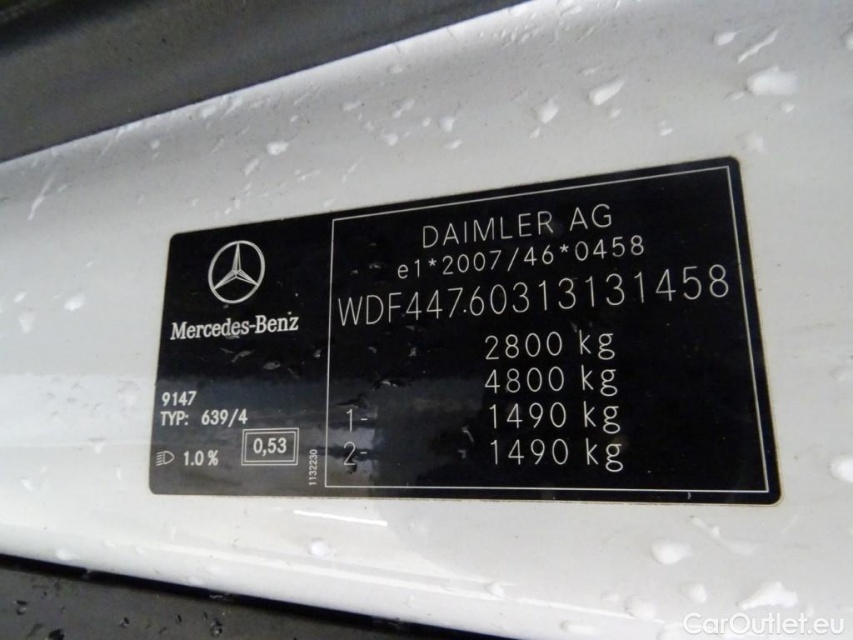 Mercedes-Benz
9147
TYP: 639/4
1.0 %
0,53
1132230
DAIMLER AG
e1*2007/46*0458
WDF44760313131458
2800 kg
4800 kg
1- 1490 kg
2- 1490 kg
CarOutlet.eu